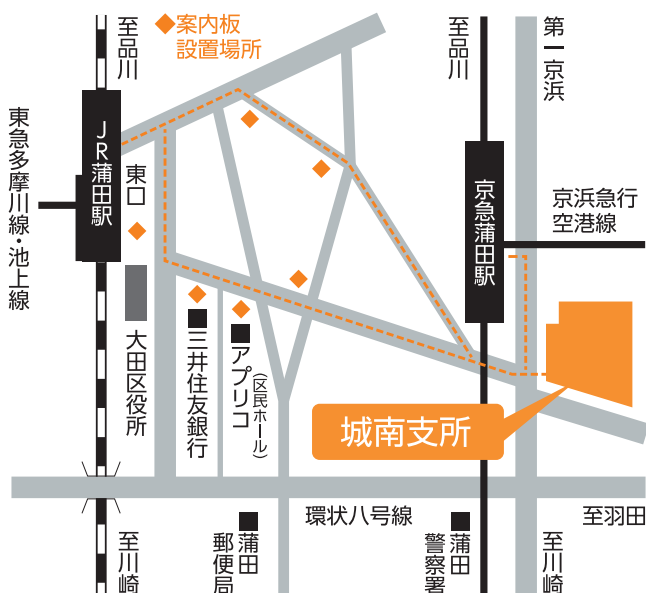 至品川
◆案内板
設置場所
至品川
第一京浜
東急多摩川線・池上線
JR蒲田駅
東口
京急蒲田駅
京浜急行
空港線
大田区役所
三井住友銀行
アプリコ
(区民ホール)
城南支所
環状八号線
至羽田
蒲田
郵便局
蒲田
警察署
至川崎
至川崎